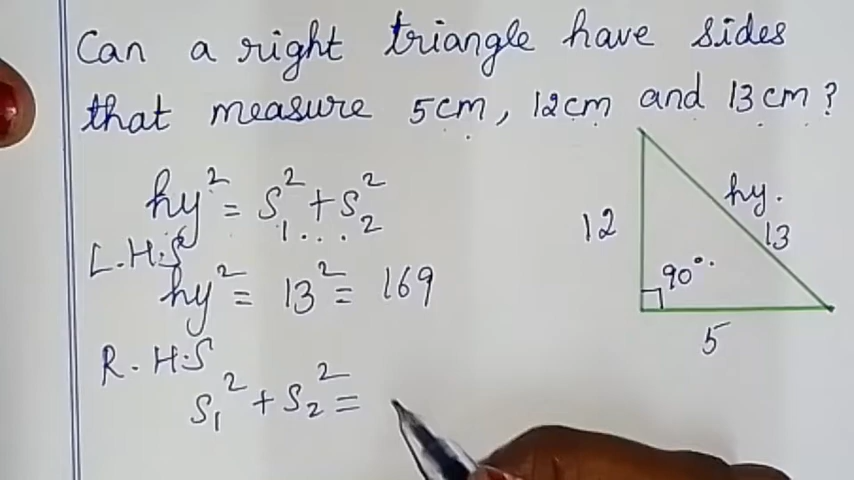 Can a right triangle have sides
that measure 5cm, 12cm and 13cm?
hy² = S₁² + S₂²
L.H.S
hy² = 13² = 169
R.H.S
S₁² + S₂² =
hy.
12
13
90°
5